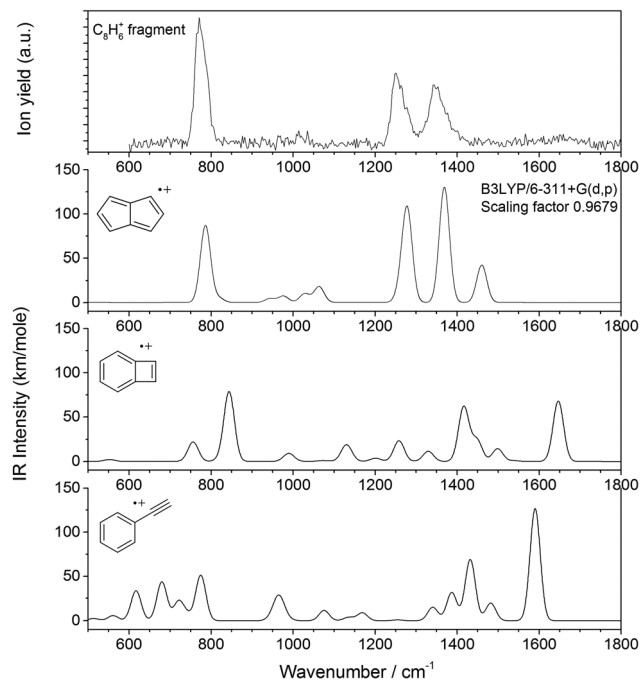 C₈H₆⁺ fragment
Ion yield (a.u.)
600 800 1000 1200 1400 1600 1800
150
100
50
0
•+
B3LYP/6-311+G(d,p)
Scaling factor 0.9679
600 800 1000 1200 1400 1600 1800
IR Intensity (km/mole)
150
100
50
0
•+
600 800 1000 1200 1400 1600 1800
150
100
50
0
•+
600 800 1000 1200 1400 1600 1800
Wavenumber / cm⁻¹